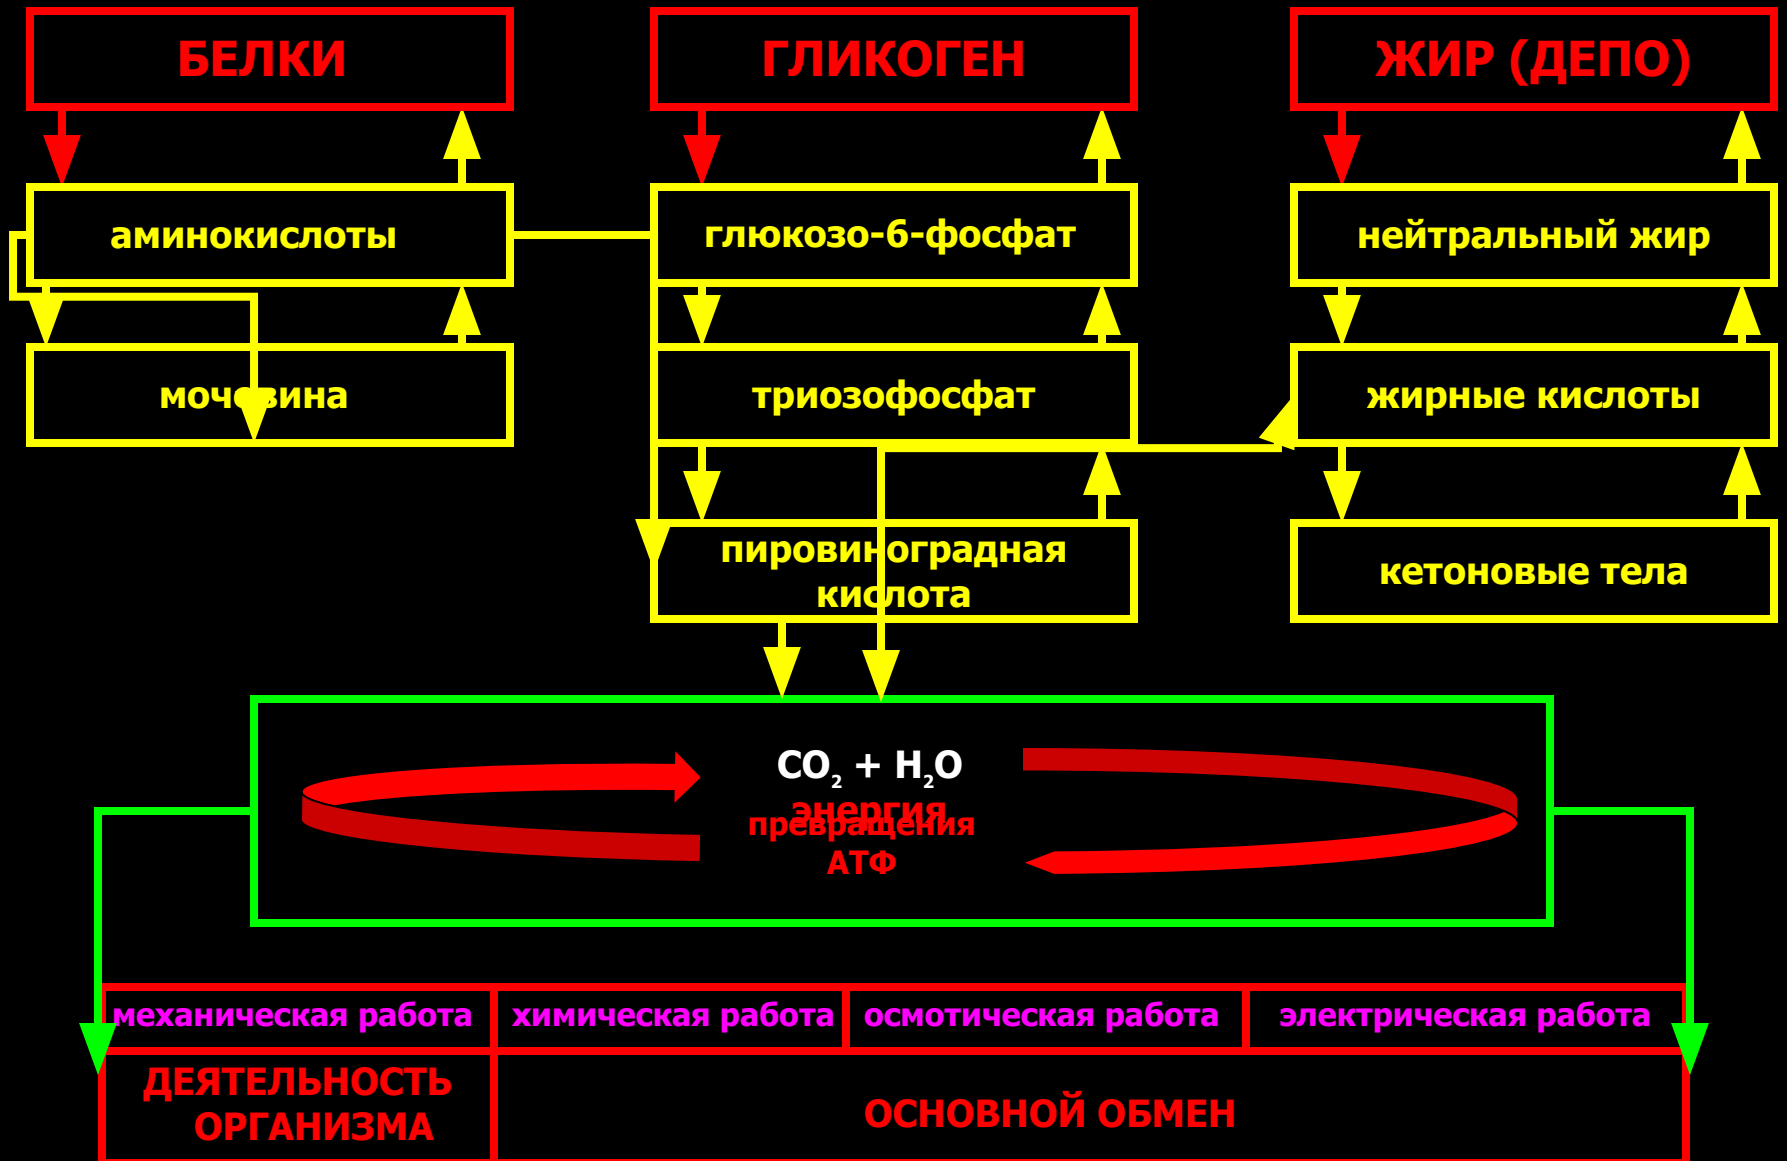 БЕЛКИ
ГЛИКОГЕН
ЖИР (ДЕПО)
аминокислоты
глюкозо-6-фосфат
нейтральный жир
мочевина
триозофосфат
жирные кислоты
пировиноградная
кислота
кетоновые тела
CO₂ + H₂O
энергия
превращения
АТФ
механическая работа
химическая работа
осмотическая работа
электрическая работа
ДЕЯТЕЛЬНОСТЬ
ОРГАНИЗМА
ОСНОВНОЙ ОБМЕН